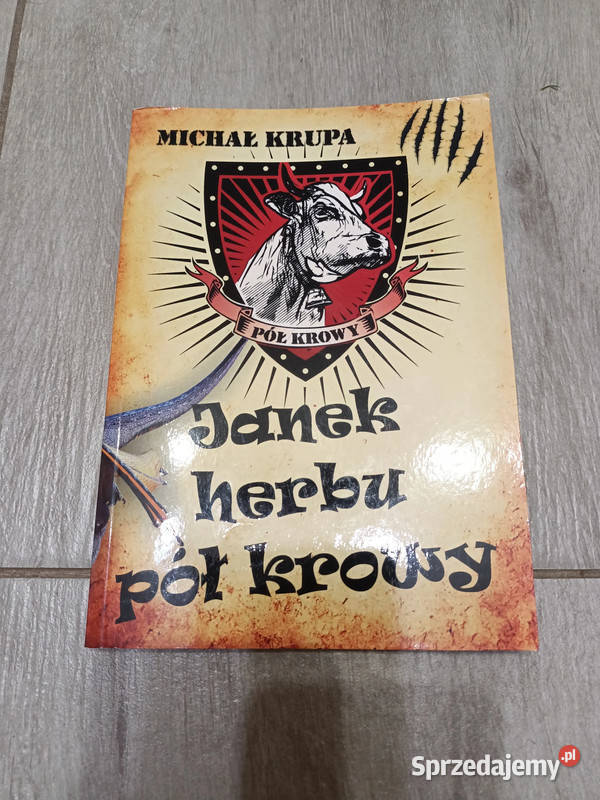 MICHAŁ KRUPA
PÓŁ KROWY
Janek
herbu
pół krowy
Sprzedajemy.pl